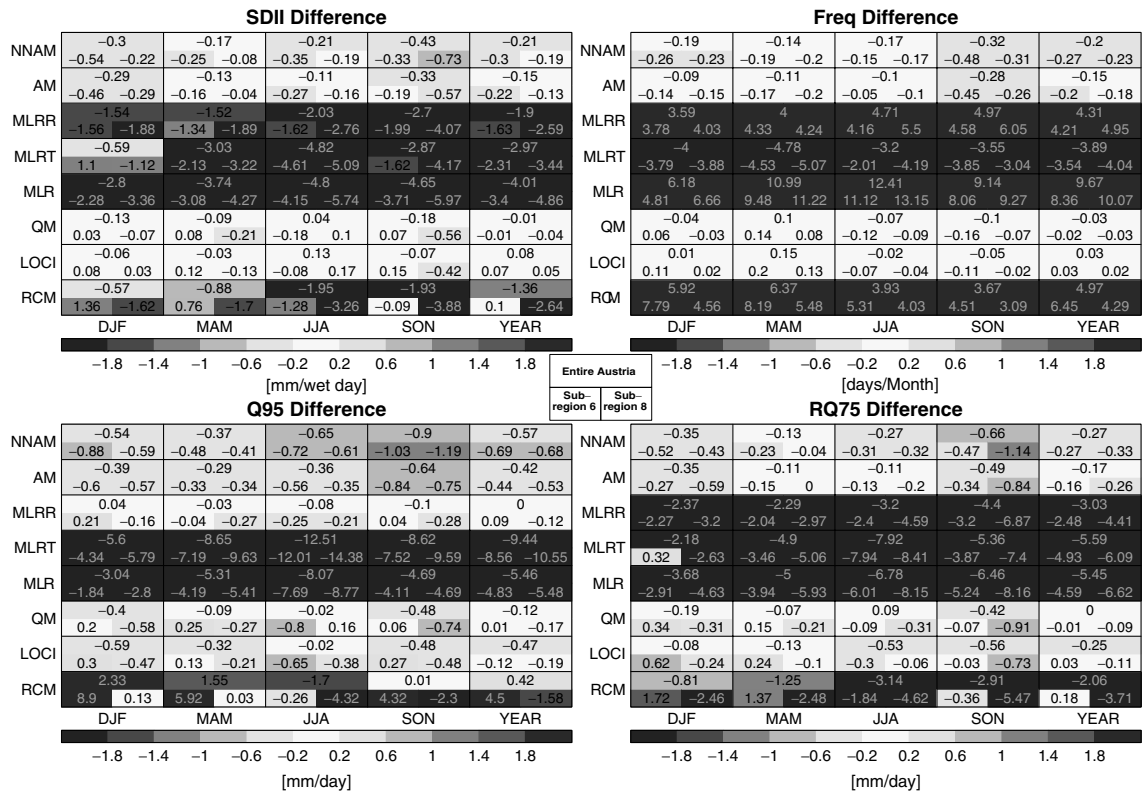 SDII Difference
NNAM
−0.3 −0.17 −0.21 −0.43 −0.21
−0.54 −0.22 −0.25 −0.08 −0.35 −0.19 −0.33 −0.73 −0.3 −0.19
AM
−0.29 −0.13 −0.11 −0.33 −0.15
−0.46 −0.29 −0.16 −0.04 −0.27 −0.16 −0.19 −0.57 −0.22 −0.13
MLRR
−1.54 −1.52 −2.03 −2.7 −1.9
−1.56 −1.88 −1.34 −1.89 −1.62 −2.76 −1.99 −4.07 −1.63 −2.59
MLRT
−0.59 −3.03 −4.82 −2.87 −2.97
1.1 −1.12 −2.13 −3.22 −4.61 −5.09 −1.62 −4.17 −2.31 −3.44
MLR
−2.8 −3.74 −4.8 −4.65 −4.01
−2.28 −3.36 −3.08 −4.27 −4.15 −5.74 −3.71 −5.97 −3.4 −4.86
QM
−0.13 −0.09 0.04 −0.18 −0.01
0.03 −0.07 0.08 −0.21 −0.18 0.1 0.07 −0.56 −0.01 −0.04
LOCI
−0.06 −0.03 0.13 −0.07 0.08
0.08 0.03 0.12 −0.13 −0.08 0.17 0.15 −0.42 0.07 0.05
RCM
−0.57 −0.88 −1.95 −1.93 −1.36
1.36 −1.62 0.76 −1.7 −1.28 −3.26 −0.09 −3.88 0.1 −2.64
DJF MAM JJA SON YEAR
−1.8 −1.4 −1 −0.6 −0.2 0.2 0.6 1 1.4 1.8
[mm/wet day]
Freq Difference
NNAM
−0.19 −0.14 −0.17 −0.32 −0.2
−0.26 −0.23 −0.19 −0.2 −0.15 −0.17 −0.48 −0.31 −0.27 −0.23
AM
−0.09 −0.11 −0.1 −0.28 −0.15
−0.14 −0.15 −0.17 −0.2 −0.05 −0.1 −0.45 −0.26 −0.2 −0.18
MLRR
3.59 4 4.71 4.97 4.31
3.78 4.03 4.33 4.24 4.16 5.5 4.58 6.05 4.21 4.95
MLRT
−4 −4.78 −3.2 −3.55 −3.89
−3.79 −3.88 −4.53 −5.07 −2.01 −4.19 −3.85 −3.04 −3.54 −4.04
MLR
6.18 10.99 12.41 9.14 9.67
4.81 6.66 9.48 11.22 11.12 13.15 8.06 9.27 8.36 10.07
QM
−0.04 0.1 −0.07 −0.1 −0.03
0.06 −0.03 0.14 0.08 −0.12 −0.09 −0.16 −0.07 −0.02 −0.03
LOCI
0.01 0.15 −0.02 −0.05 0.03
0.11 0.02 0.2 0.13 −0.07 −0.04 −0.11 −0.02 0.03 0.02
RCM
5.92 6.37 3.93 3.67 4.97
7.79 4.56 8.19 5.48 5.31 4.03 4.51 3.09 6.45 4.29
DJF MAM JJA SON YEAR
−1.8 −1.4 −1 −0.6 −0.2 0.2 0.6 1 1.4 1.8
[days/Month]
Entire Austria
Sub− Sub−
region 6 region 8
Q95 Difference
NNAM
−0.54 −0.37 −0.65 −0.9 −0.57
−0.88 −0.59 −0.48 −0.41 −0.72 −0.61 −1.03 −1.19 −0.69 −0.68
AM
−0.39 −0.29 −0.36 −0.64 −0.42
−0.6 −0.57 −0.33 −0.34 −0.56 −0.35 −0.84 −0.75 −0.44 −0.53
MLRR
0.04 −0.03 −0.08 −0.1 0
0.21 −0.16 −0.04 −0.27 −0.25 −0.21 0.04 −0.28 0.09 −0.12
MLRT
−5.6 −8.65 −12.51 −8.62 −9.44
−4.34 −5.79 −7.19 −9.63 −12.01 −14.38 −7.52 −9.59 −8.56 −10.55
MLR
−3.04 −5.31 −8.07 −4.69 −5.46
−1.84 −2.8 −4.19 −5.41 −7.69 −8.77 −4.11 −4.69 −4.83 −5.48
QM
−0.4 −0.09 −0.02 −0.48 −0.12
0.2 −0.58 0.25 −0.27 −0.8 0.16 0.06 −0.74 0.01 −0.17
LOCI
−0.59 −0.32 −0.02 −0.48 −0.47
0.3 −0.47 0.13 −0.21 −0.65 −0.38 0.27 −0.48 −0.12 −0.19
RCM
2.33 1.55 −1.7 0.01 0.42
8.9 0.13 5.92 0.03 −0.26 −4.32 4.32 −2.3 4.5 −1.58
DJF MAM JJA SON YEAR
−1.8 −1.4 −1 −0.6 −0.2 0.2 0.6 1 1.4 1.8
[mm/day]
RQ75 Difference
NNAM
−0.35 −0.13 −0.27 −0.66 −0.27
−0.52 −0.43 −0.23 −0.04 −0.31 −0.32 −0.47 −1.14 −0.27 −0.33
AM
−0.35 −0.11 −0.11 −0.49 −0.17
−0.27 −0.59 −0.15 0 −0.13 −0.2 −0.34 −0.84 −0.16 −0.26
MLRR
−2.37 −2.29 −3.2 −4.4 −3.03
−2.27 −3.2 −2.04 −2.97 −2.4 −4.59 −3.2 −6.87 −2.48 −4.41
MLRT
−2.18 −4.9 −7.92 −5.36 −5.59
0.32 −2.63 −3.46 −5.06 −7.94 −8.41 −3.87 −7.4 −4.93 −6.09
MLR
−3.68 −5 −6.78 −6.46 −5.45
−2.91 −4.63 −3.94 −5.93 −6.01 −8.15 −5.24 −8.16 −4.59 −6.62
QM
−0.19 −0.07 0.09 −0.42 0
0.34 −0.31 0.15 −0.21 −0.09 −0.31 −0.07 −0.91 −0.01 −0.09
LOCI
−0.08 −0.13 −0.53 −0.56 −0.25
0.62 −0.24 0.24 −0.1 −0.3 −0.06 −0.03 −0.73 0.03 −0.11
RCM
−0.81 −1.25 −3.14 −2.91 −2.06
1.72 −2.46 1.37 −2.48 −1.84 −4.62 −0.36 −5.47 0.18 −3.71
DJF MAM JJA SON YEAR
−1.8 −1.4 −1 −0.6 −0.2 0.2 0.6 1 1.4 1.8
[mm/day]